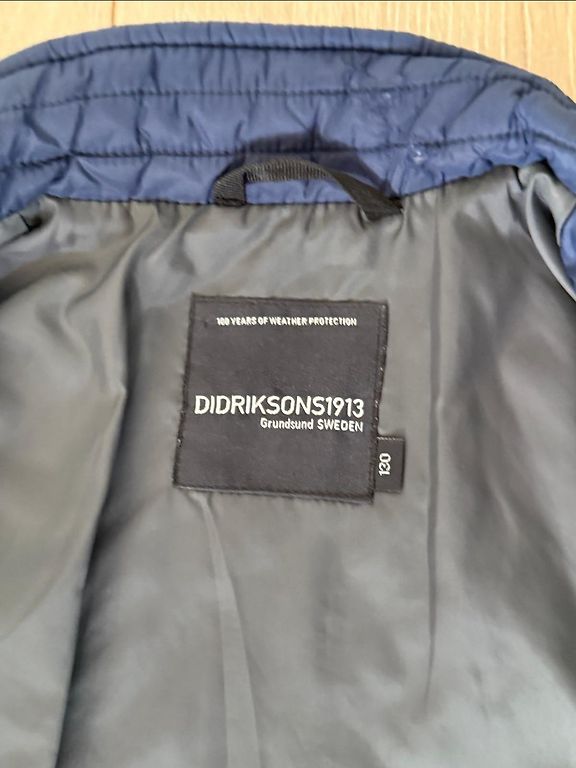 100 YEARS OF WEATHER PROTECTION
DIDRIKSONS1913
Grundsund SWEDEN
130